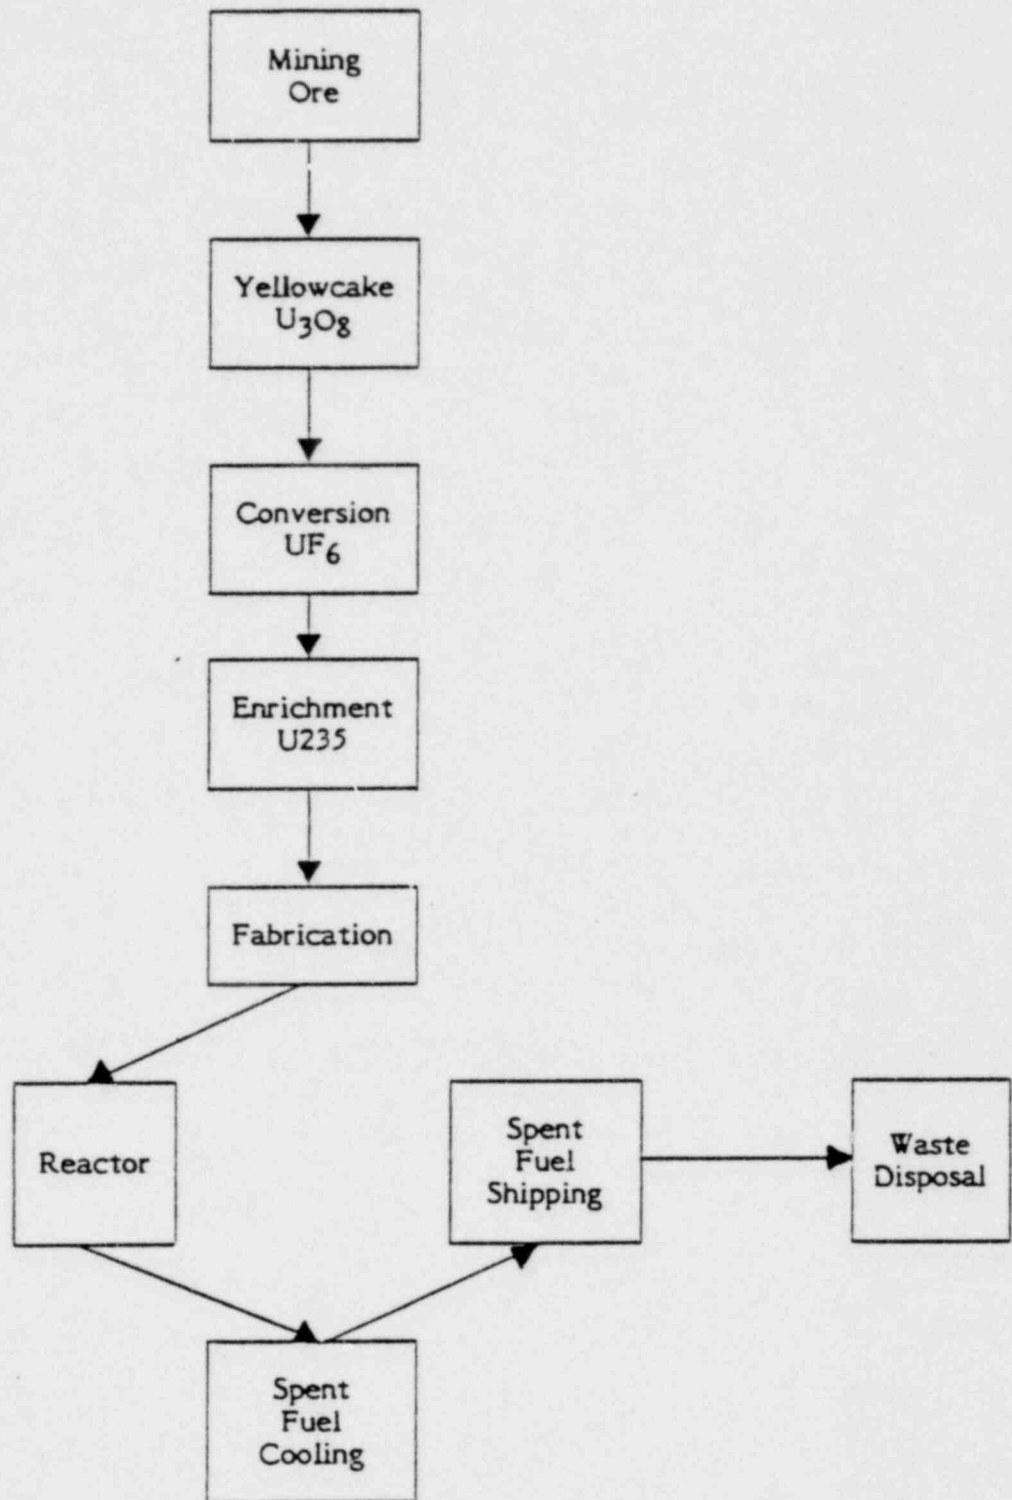 Mining
Ore
Yellowcake
U₃O₈
Conversion
UF₆
Enrichment
U235
Fabrication
Reactor
Spent
Fuel
Shipping
Waste
Disposal
Spent
Fuel
Cooling